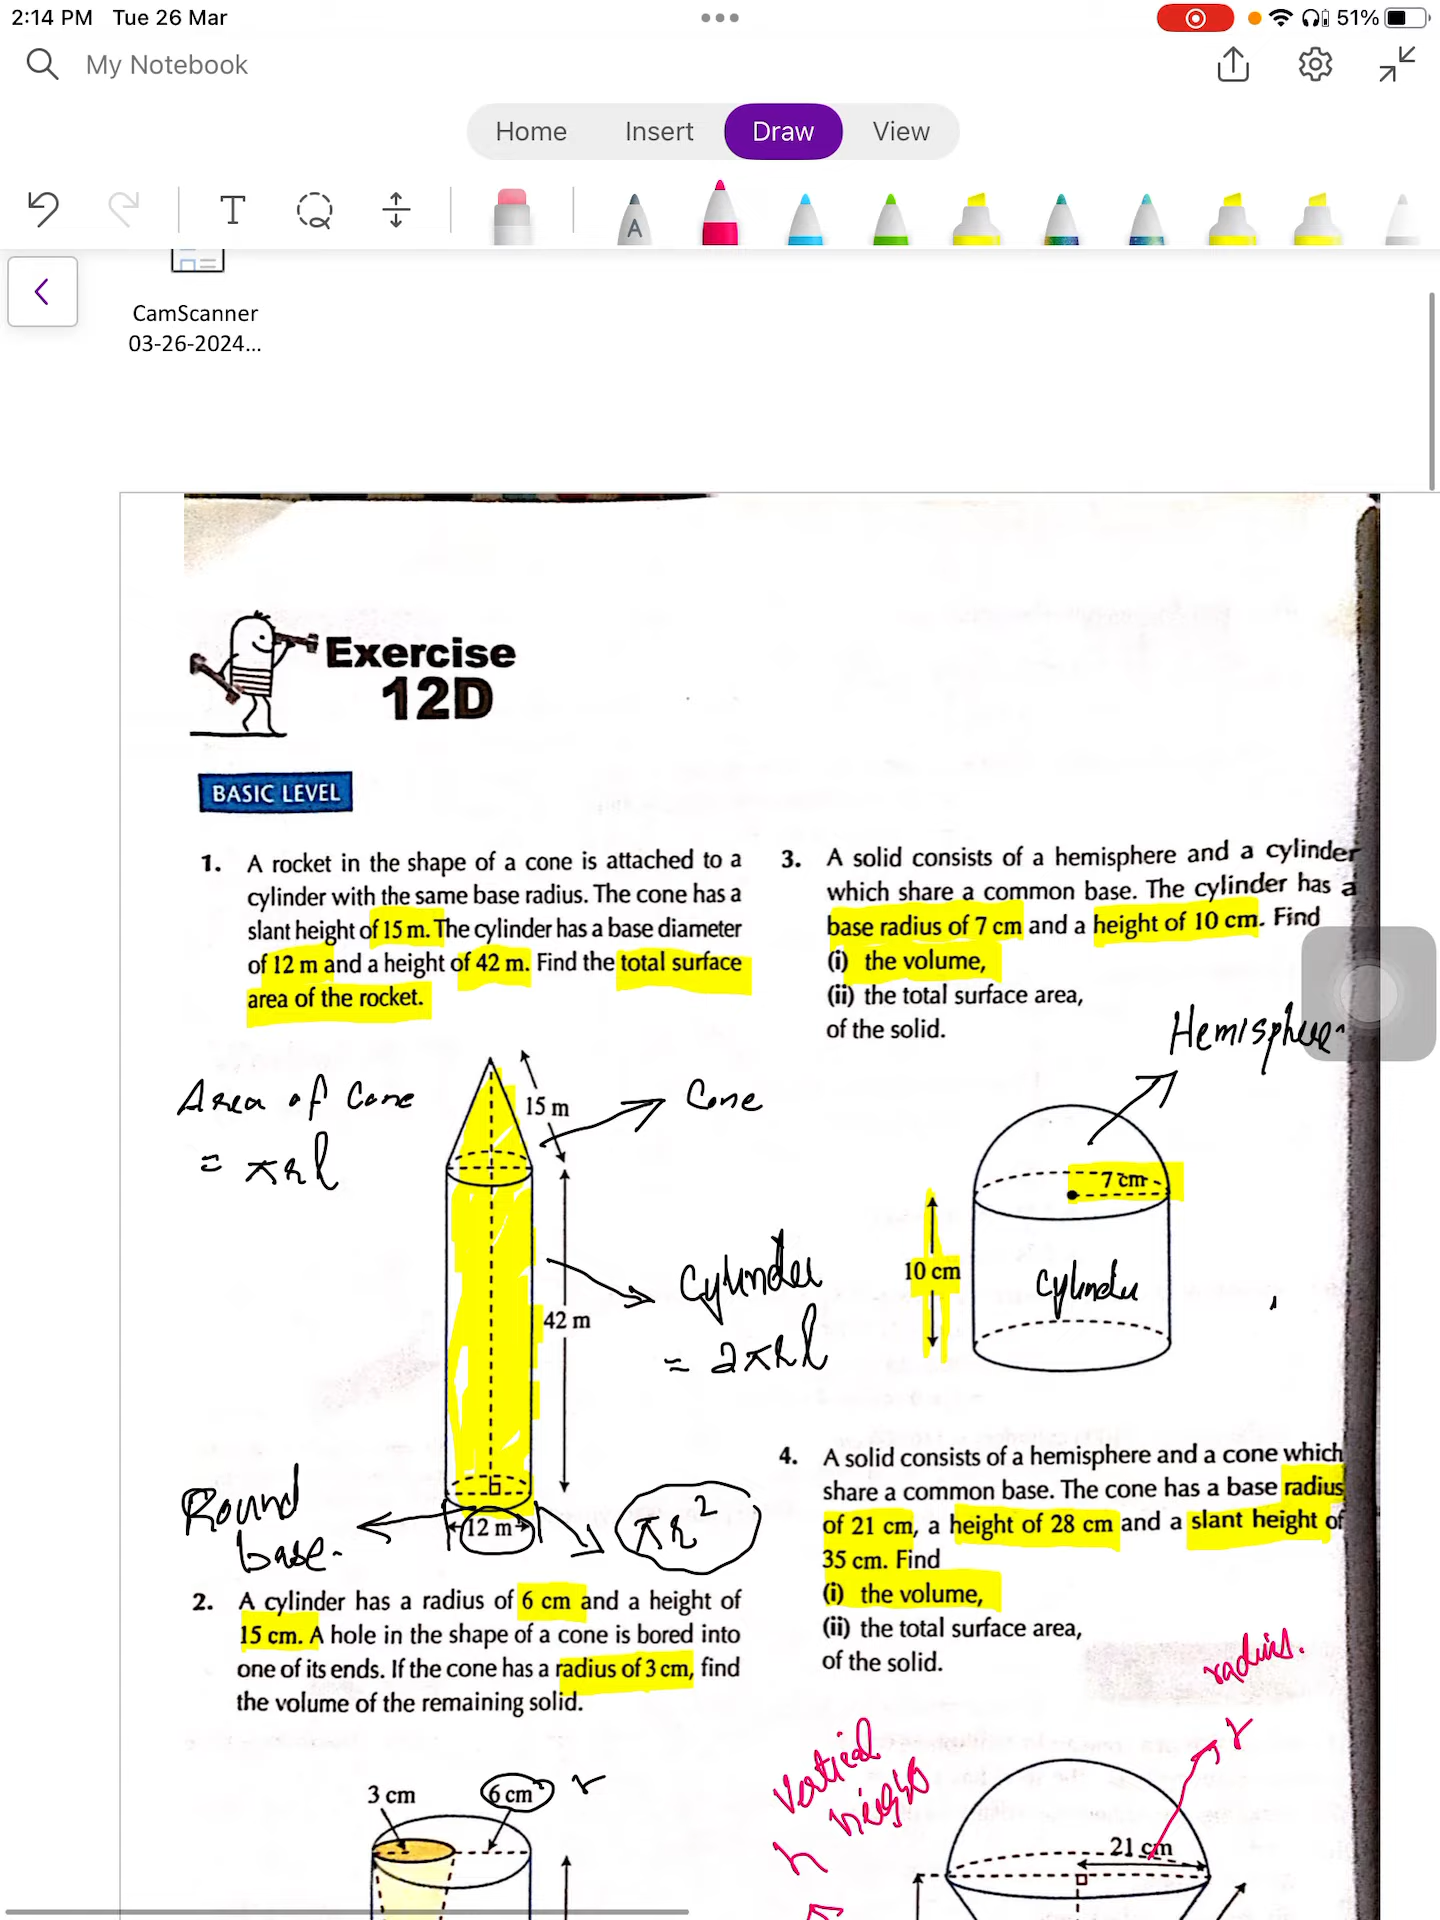 2:14 PM Tue 26 Mar
51%
My Notebook
Home Insert Draw View
T
A
CamScanner
03-26-2024...
Exercise
12D
BASIC LEVEL
1. A rocket in the shape of a cone is attached to a
cylinder with the same base radius. The cone has a
slant height of 15 m. The cylinder has a base diameter
of 12 m and a height of 42 m. Find the total surface
area of the rocket.
Area of Cone
= πrl
15 m
Cone
42 m
Cylinder
= 2πrl
Round
base.
12 m
πr²
2. A cylinder has a radius of 6 cm and a height of
15 cm. A hole in the shape of a cone is bored into
one of its ends. If the cone has a radius of 3 cm, find
the volume of the remaining solid.
3 cm
6 cm
r
3. A solid consists of a hemisphere and a cylinder
which share a common base. The cylinder has a
base radius of 7 cm and a height of 10 cm. Find
(i) the volume,
(ii) the total surface area,
of the solid.
Hemisphere
7 cm
10 cm
Cylinder
4. A solid consists of a hemisphere and a cone which
share a common base. The cone has a base radius
of 21 cm, a height of 28 cm and a slant height of
35 cm. Find
(i) the volume,
(ii) the total surface area,
of the solid.
radius.
r
Vertical
height
h
21 cm